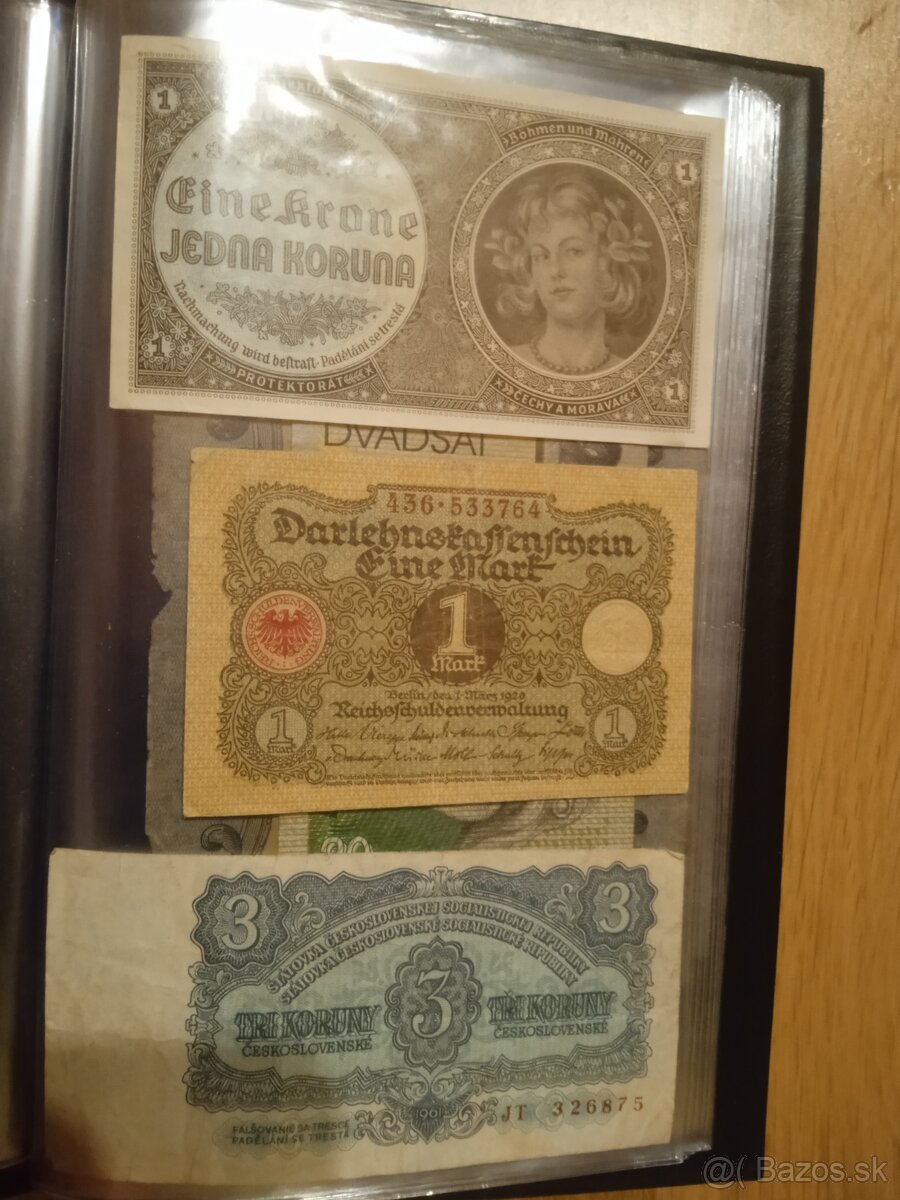 1
Böhmen und Mähren
1
Eine Krone
JEDNA KORUNA
Nachmachung wird bestraft · Padělání se trestá
1
PROTEKTORÁT
ČECHY A MORAVA
1
DVADSAŤ
436·533764
Darlehnskassenschein
Eine Mark
1
Mark
Berlin, den 1. März 1920
Reichsschuldenverwaltung
1
Mark
1
Mark
20
3
3
ŠTÁTOVKA ČESKOSLOVENSKEJ SOCIALISTICKEJ REPUBLIKY
STÁTOVKA ČESKOSLOVENSKÉ SOCIALISTICKÉ REPUBLIKY
3
TRI KORUNY
ČESKOSLOVENSKÉ
TŘI KORUNY
ČESKOSLOVENSKÉ
1961
JT 326875
FALŠOVANIE SA TRESCE
PADĚLÁNÍ SE TRESTÁ
@( Bazos.sk